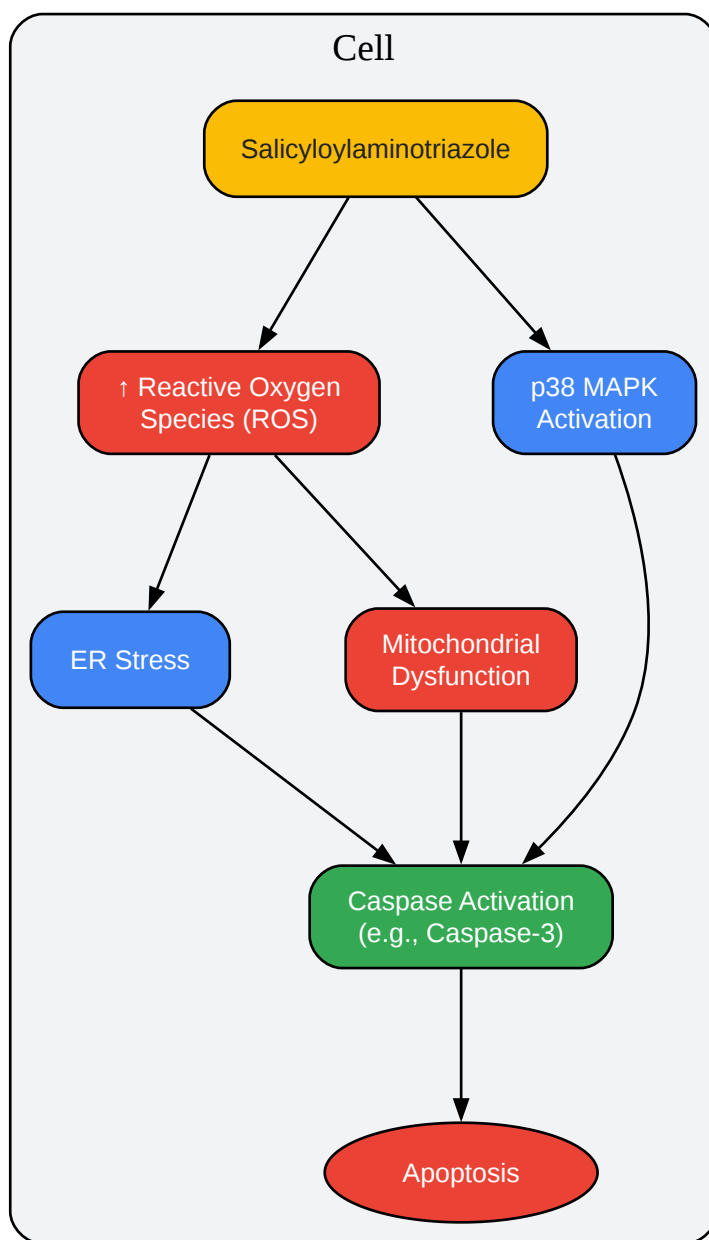 Cell
Salicyloylaminotriazole
↑ Reactive Oxygen
Species (ROS)
p38 MAPK
Activation
ER Stress
Mitochondrial
Dysfunction
Caspase Activation
(e.g., Caspase-3)
Apoptosis